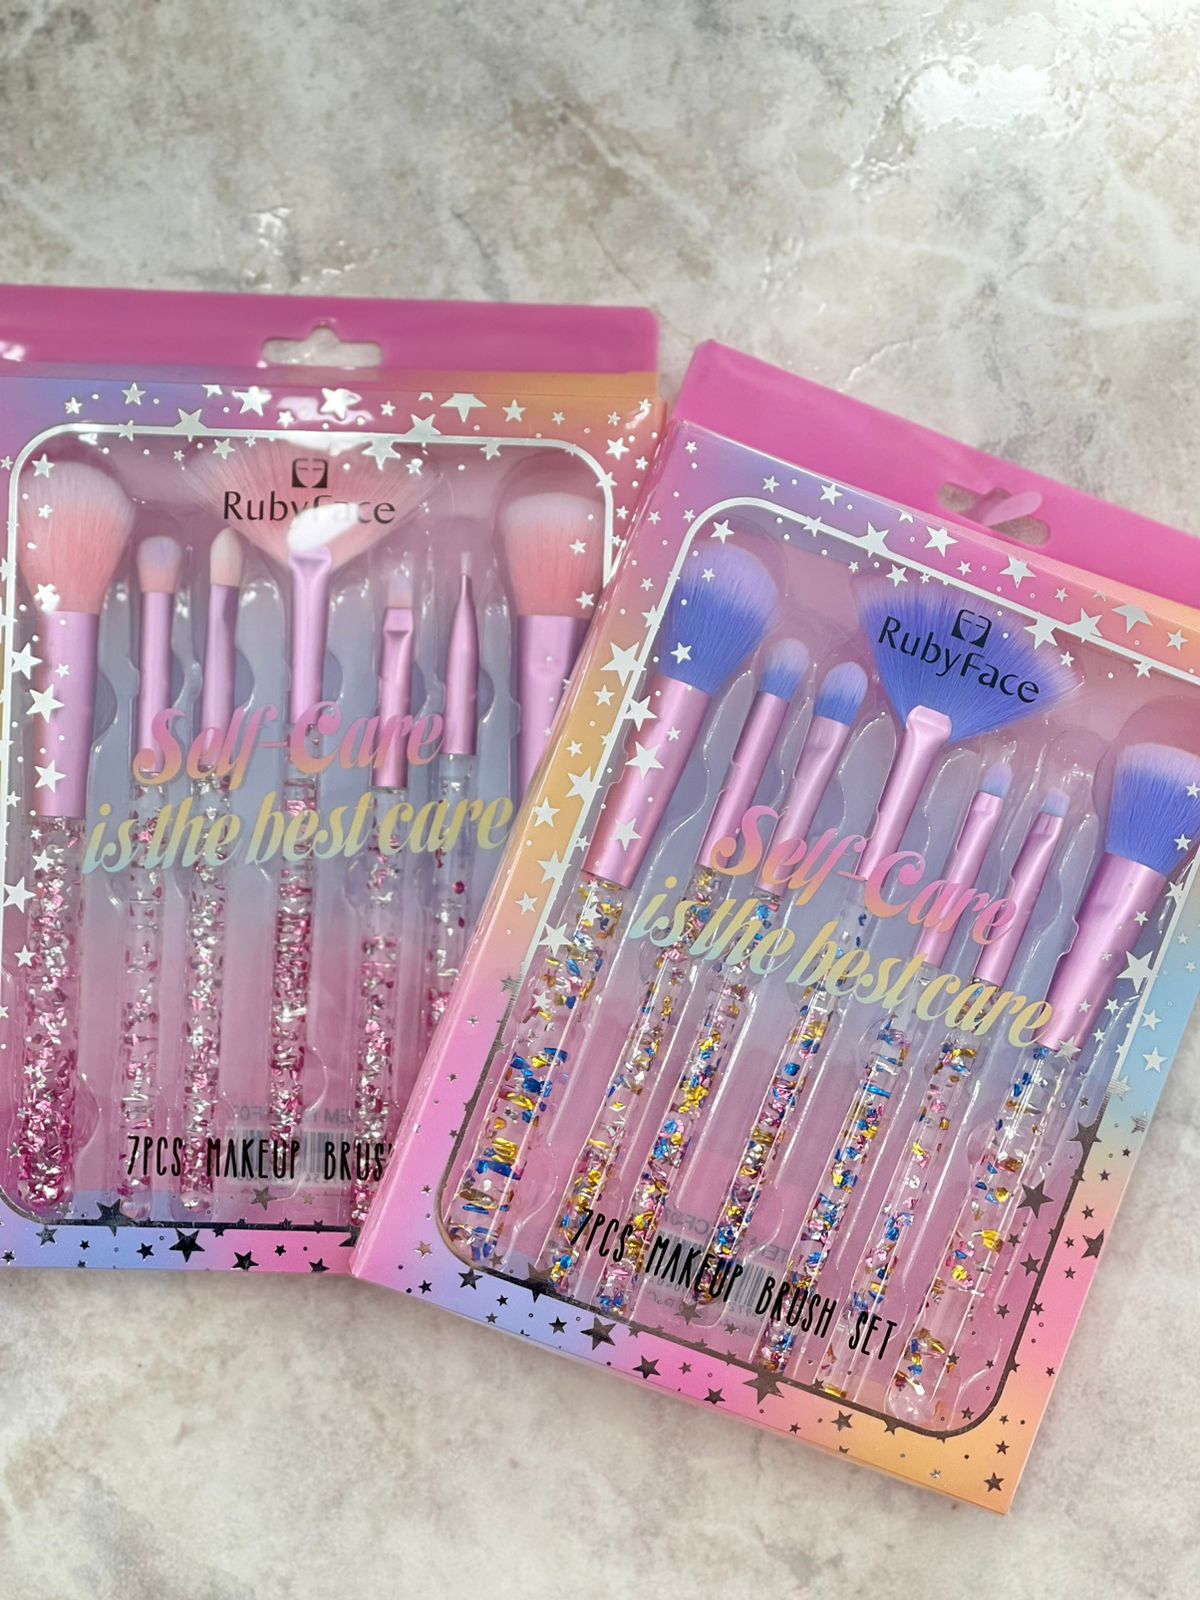 RubyFace
Self-Care
is the best care
7PCS MAKEUP BRUS
RubyFace
Self-Care
is the best care
7PCS MAKEUP BRUSH SET